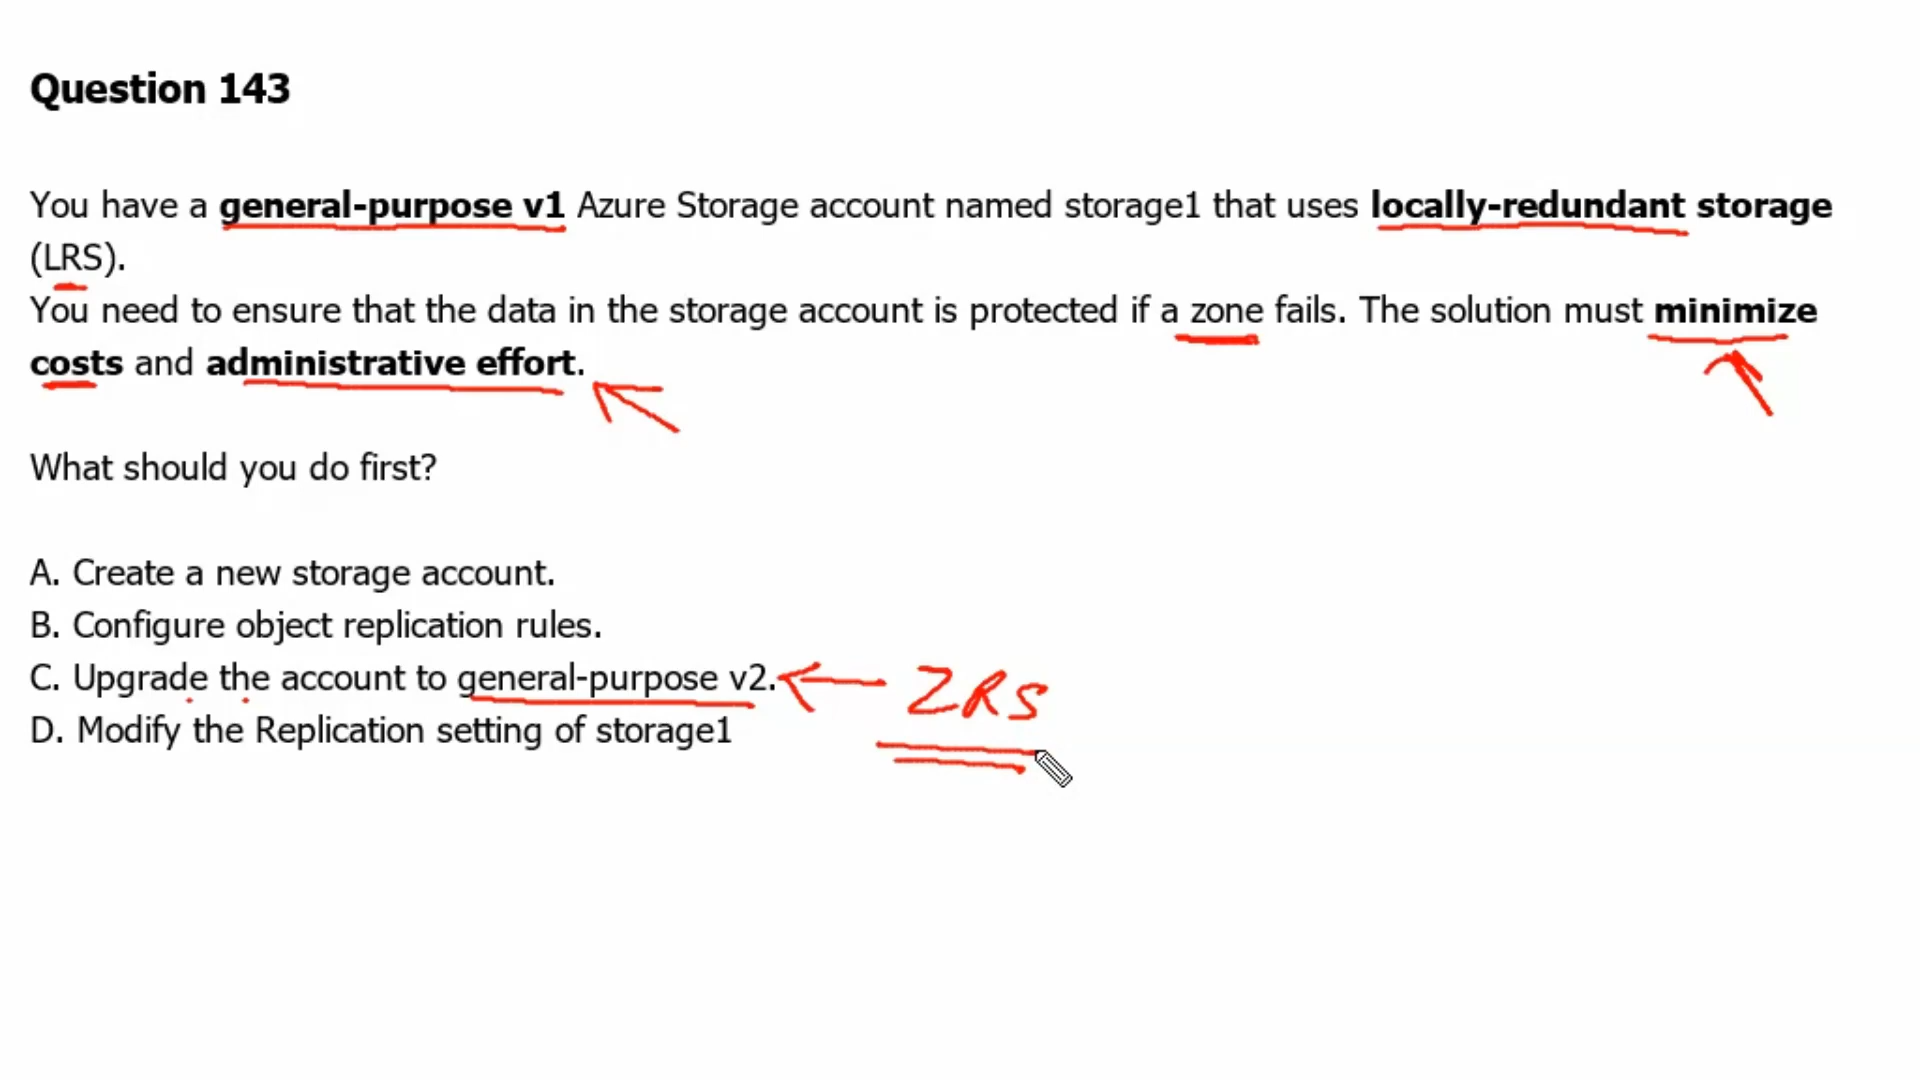 Question 143
You have a general-purpose v1 Azure Storage account named storage1 that uses locally-redundant storage
(LRS).
You need to ensure that the data in the storage account is protected if a zone fails. The solution must minimize
costs and administrative effort.
What should you do first?
A. Create a new storage account.
B. Configure object replication rules.
C. Upgrade the account to general-purpose v2. ZRS
D. Modify the Replication setting of storage1